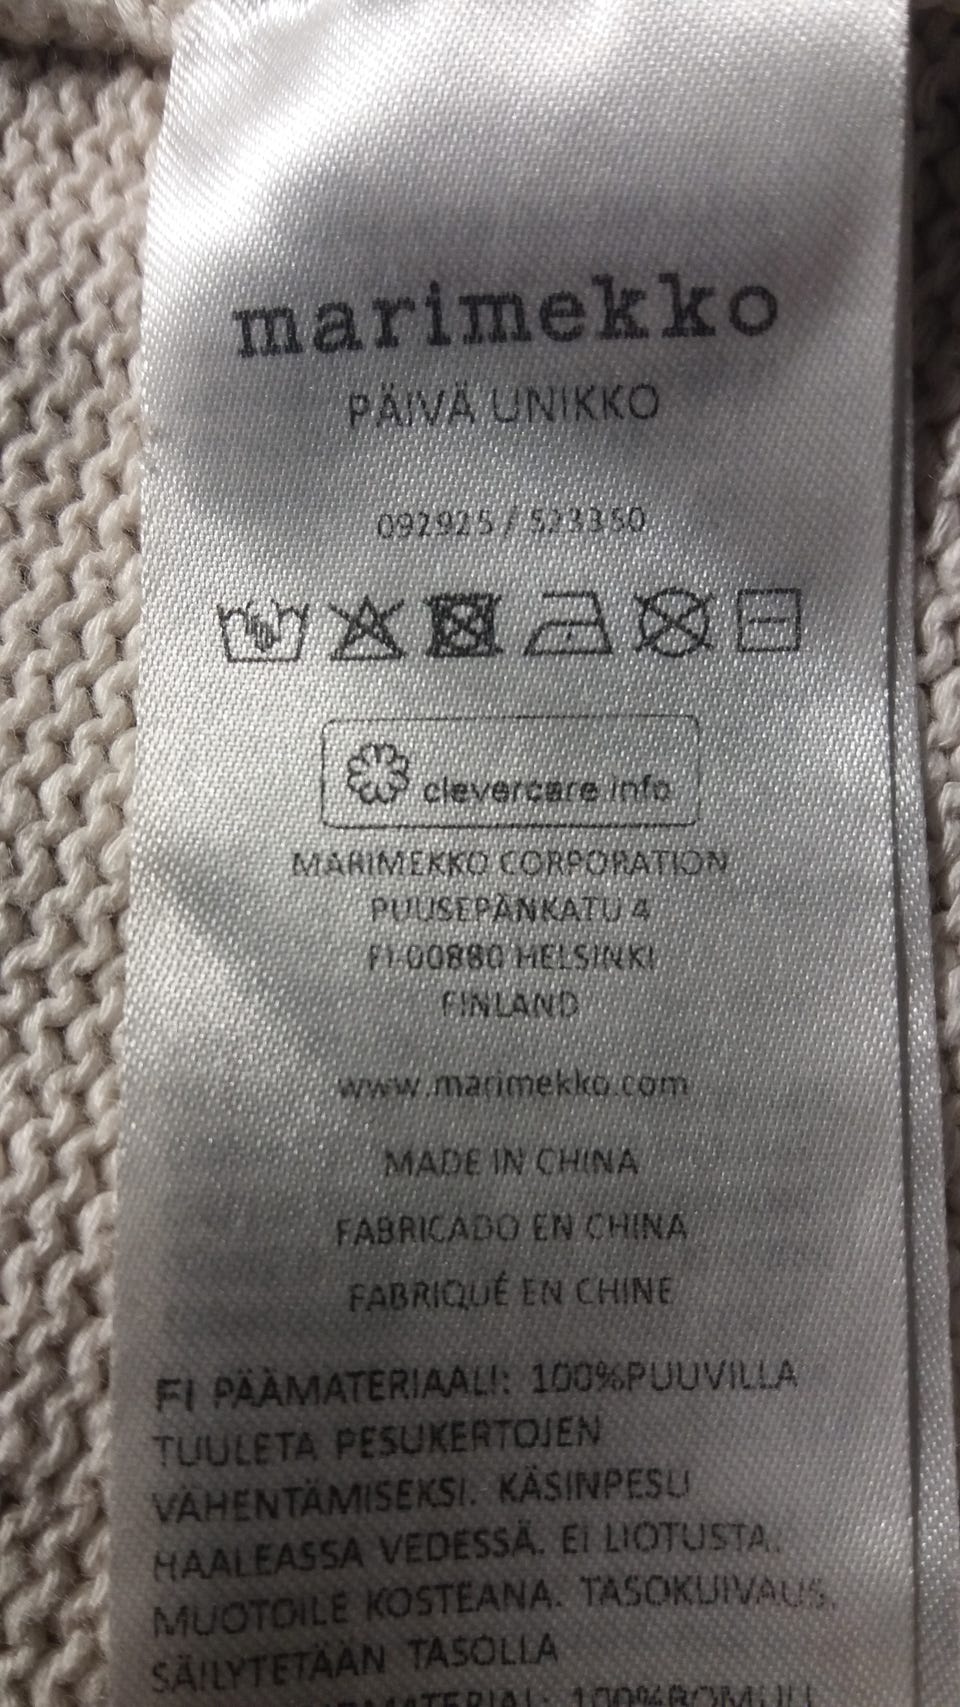 marimekko
PÄIVÄ UNIKKO
092925 / 523350
clevercare.info
MARIMEKKO CORPORATION
PUUSEPÄNKATU 4
FI-00880 HELSINKI
FINLAND
www.marimekko.com
MADE IN CHINA
FABRICADO EN CHINA
FABRIQUÉ EN CHINE
FI PÄÄMATERIAALI: 100%PUUVILLA
TUULETA PESUKERTOJEN
VÄHENTÄMISEKSI. KÄSINPESU
HAALEASSA VEDESSÄ. EI LIOTUSTA.
MUOTOILE KOSTEANA. TASOKUIVAUS.
SÄILYTETÄÄN TASOLLA
100%BOMULL